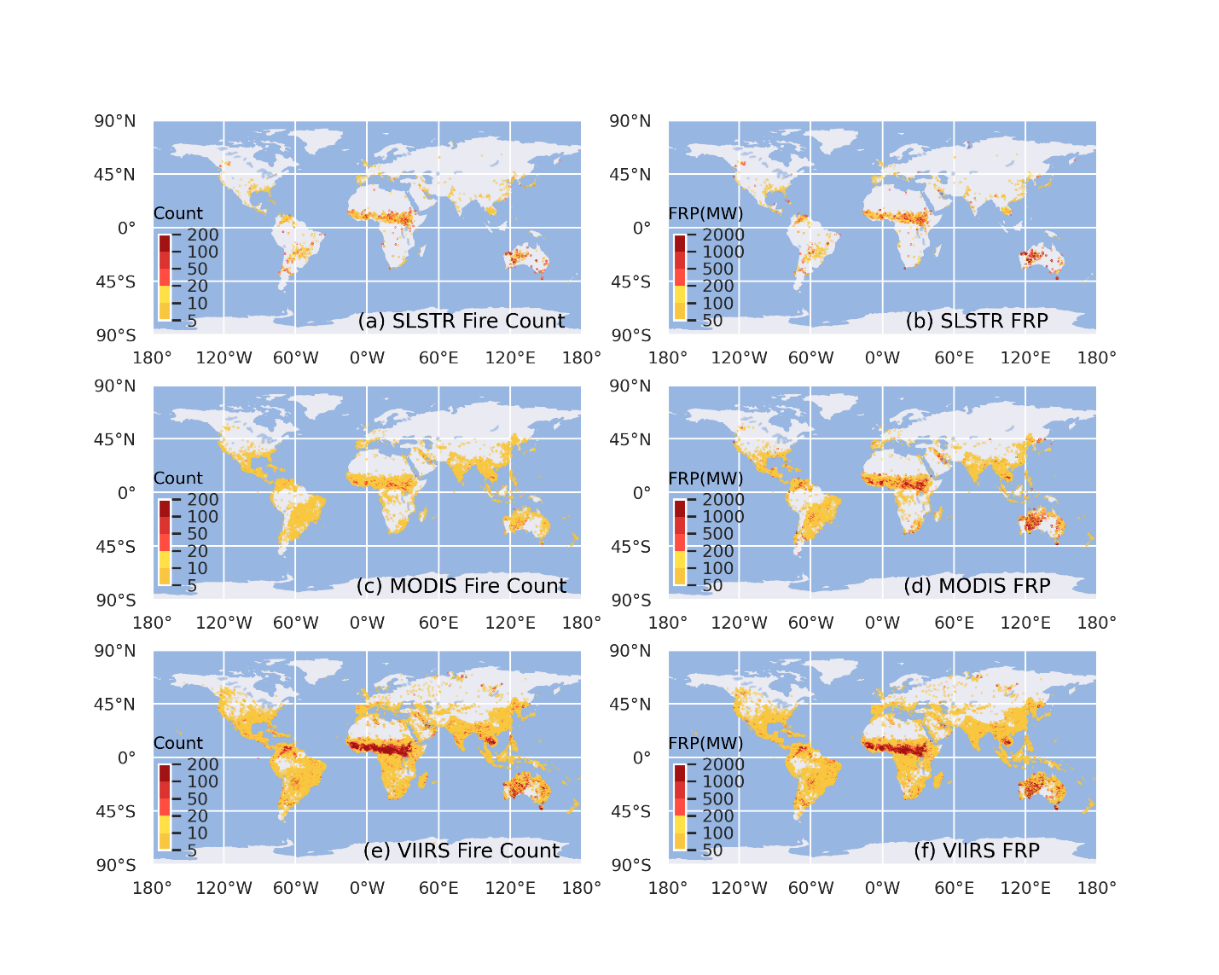 90°N 90°N
45°N 45°N
Count FRP(MW)
0° 200 0° 2000
100 1000
50 500
45°S 20 45°S 200
10 100
5 (a) SLSTR Fire Count 50 (b) SLSTR FRP
90°S 90°S
180° 120°W 60°W 0°W 60°E 120°E 180° 180° 120°W 60°W 0°W 60°E 120°E 180°
90°N 90°N
45°N 45°N
Count FRP(MW)
0° 200 0° 2000
100 1000
50 500
45°S 20 45°S 200
10 100
5 (c) MODIS Fire Count 50 (d) MODIS FRP
90°S 90°S
180° 120°W 60°W 0°W 60°E 120°E 180° 180° 120°W 60°W 0°W 60°E 120°E 180°
90°N 90°N
45°N 45°N
Count FRP(MW)
0° 200 0° 2000
100 1000
50 500
45°S 20 45°S 200
10 100
5 (e) VIIRS Fire Count 50 (f) VIIRS FRP
90°S 90°S
180° 120°W 60°W 0°W 60°E 120°E 180° 180° 120°W 60°W 0°W 60°E 120°E 180°